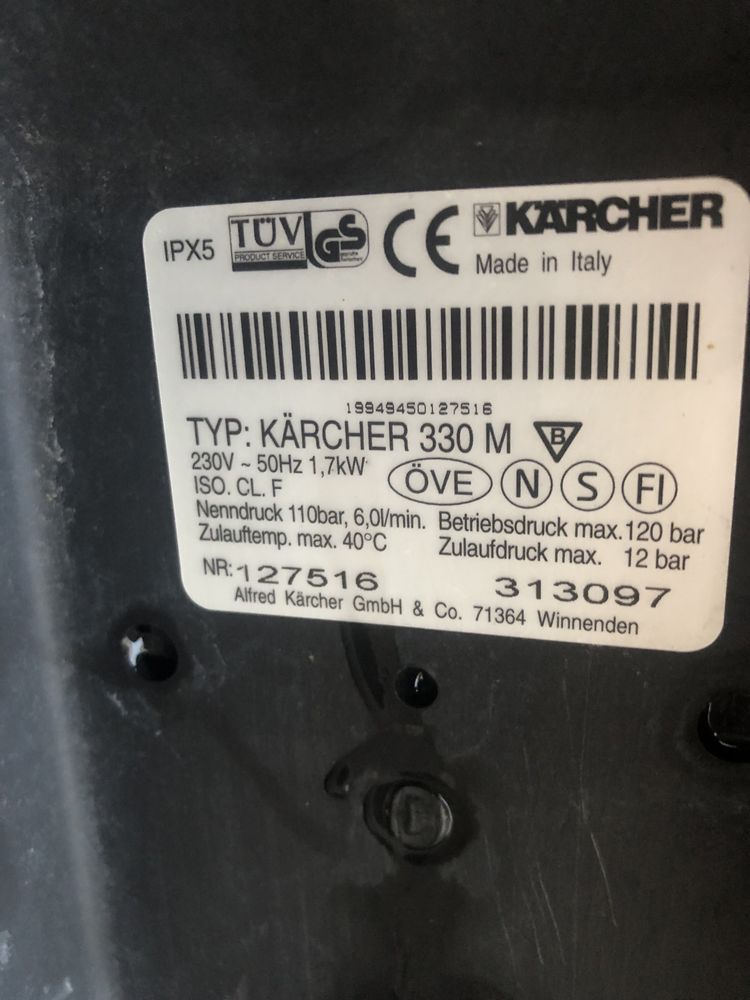 IPX5 TÜV PRODUCT SERVICE GS geprüfte Sicherheit CE KÄRCHER
Made in Italy
19949450127516
TYP: KÄRCHER 330 M B
230V ~ 50Hz 1,7kW ÖVE N S FI
ISO. CL. F
Nenndruck 110bar, 6,0l/min. Betriebsdruck max. 120 bar
Zulauftemp. max. 40°C Zulaufdruck max. 12 bar
NR: 127516 313097
Alfred Kärcher GmbH & Co. 71364 Winnenden